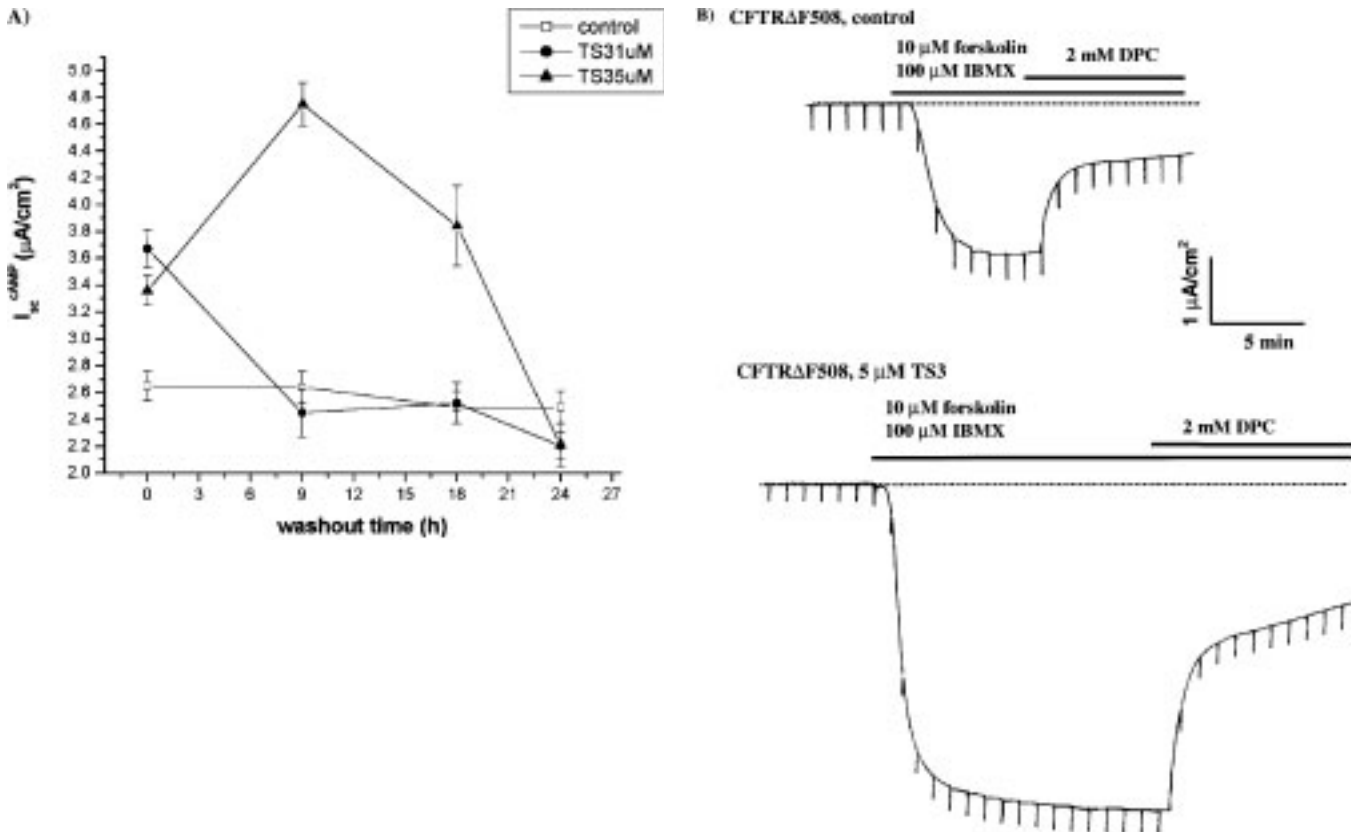 A)
control
TS31uM
TS35uM
5.0
4.8
4.6
4.4
4.2
4.0
3.8
3.6
3.4
3.2
3.0
2.8
2.6
2.4
2.2
2.0
I sc cAMP (µA/cm²)
0 3 6 9 12 15 18 21 24 27
washout time (h)
B) CFTRΔF508, control
10 µM forskolin
100 µM IBMX
2 mM DPC
1 µA/cm²
5 min
CFTRΔF508, 5 µM TS3
10 µM forskolin
100 µM IBMX
2 mM DPC